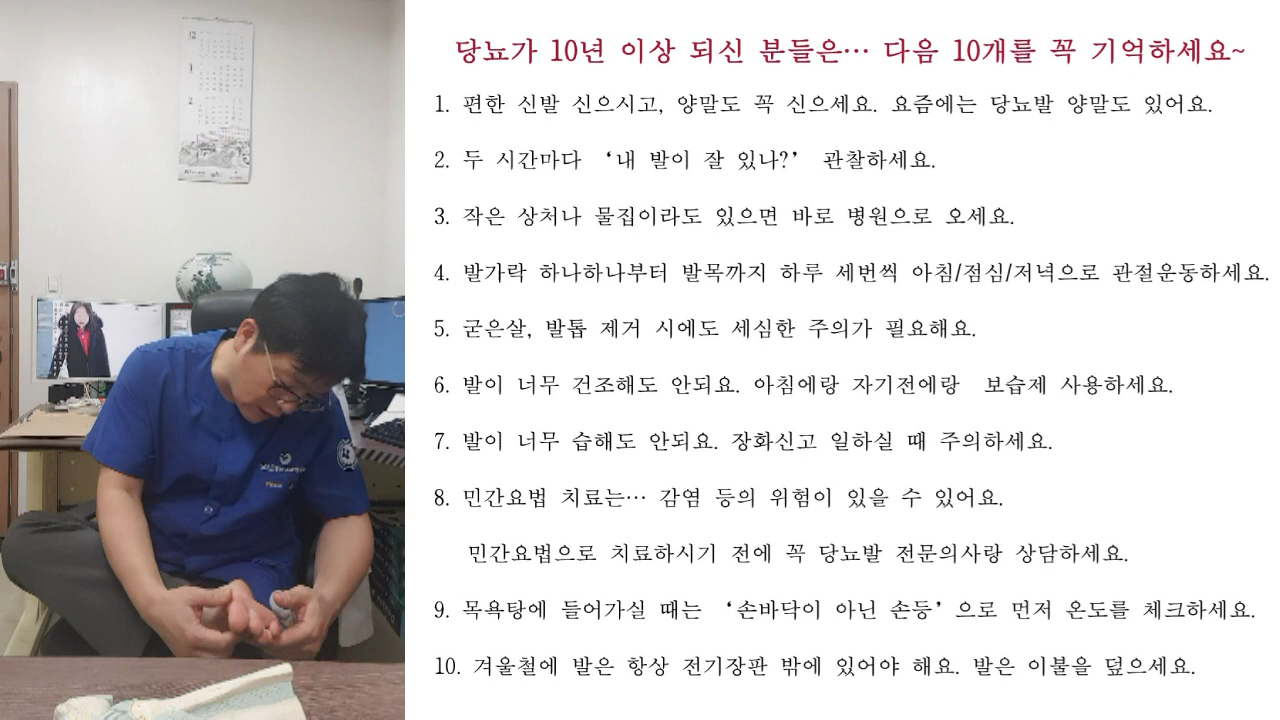 당뇨가 10년 이상 되신 분들은… 다음 10개를 꼭 기억하세요~
1. 편한 신발 신으시고, 양말도 꼭 신으세요. 요즘에는 당뇨발 양말도 있어요.
2. 두 시간마다 ‘내 발이 잘 있나?’ 관찰하세요.
3. 작은 상처나 물집이라도 있으면 바로 병원으로 오세요.
4. 발가락 하나하나부터 발목까지 하루 세번씩 아침/점심/저녁으로 관절운동하세요.
5. 굳은살, 발톱 제거 시에도 세심한 주의가 필요해요.
6. 발이 너무 건조해도 안되요. 아침에랑 자기전에랑 보습제 사용하세요.
7. 발이 너무 습해도 안되요. 장화신고 일하실 때 주의하세요.
8. 민간요법 치료는… 감염 등의 위험이 있을 수 있어요.
민간요법으로 치료하시기 전에 꼭 당뇨발 전문의사랑 상담하세요.
9. 목욕탕에 들어가실 때는 ‘손바닥이 아닌 손등’으로 먼저 온도를 체크하세요.
10. 겨울철에 발은 항상 전기장판 밖에 있어야 해요. 발은 이불을 덮으세요.